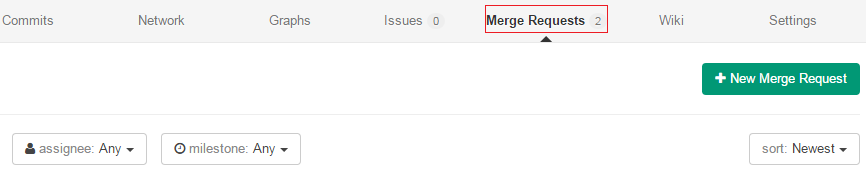 Commits Network Graphs Issues 0 Merge Requests 2 Wiki Settings
+ New Merge Request
assignee: Any milestone: Any sort: Newest